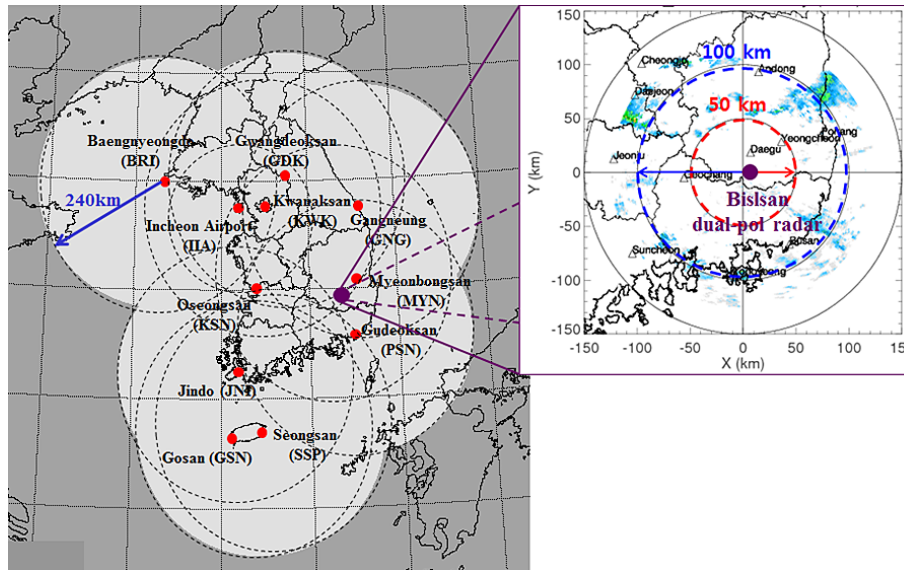 Baengnyeongdo
(BRI)
Gwangdeoksan
(GDK)
240km
Kwanaksan
(KWK)
Incheon Airport
(IIA)
Gangneung
(GNG)
Myeonbongsan
(MYN)
Oseongsan
(KSN)
Gudeoksan
(PSN)
Jindo (JNI)
Gosan (GSN)
Seongsan
(SSP)
150
100
50
0
-50
-100
-150
Y (km)
-150
-100
-50
0
50
100
150
X (km)
100 km
50 km
Andong
Daejeon
Pohang
Yeongcheon
Daegu
Jeonju
Bislsan
dual-pol radar
Busan
Suncheon